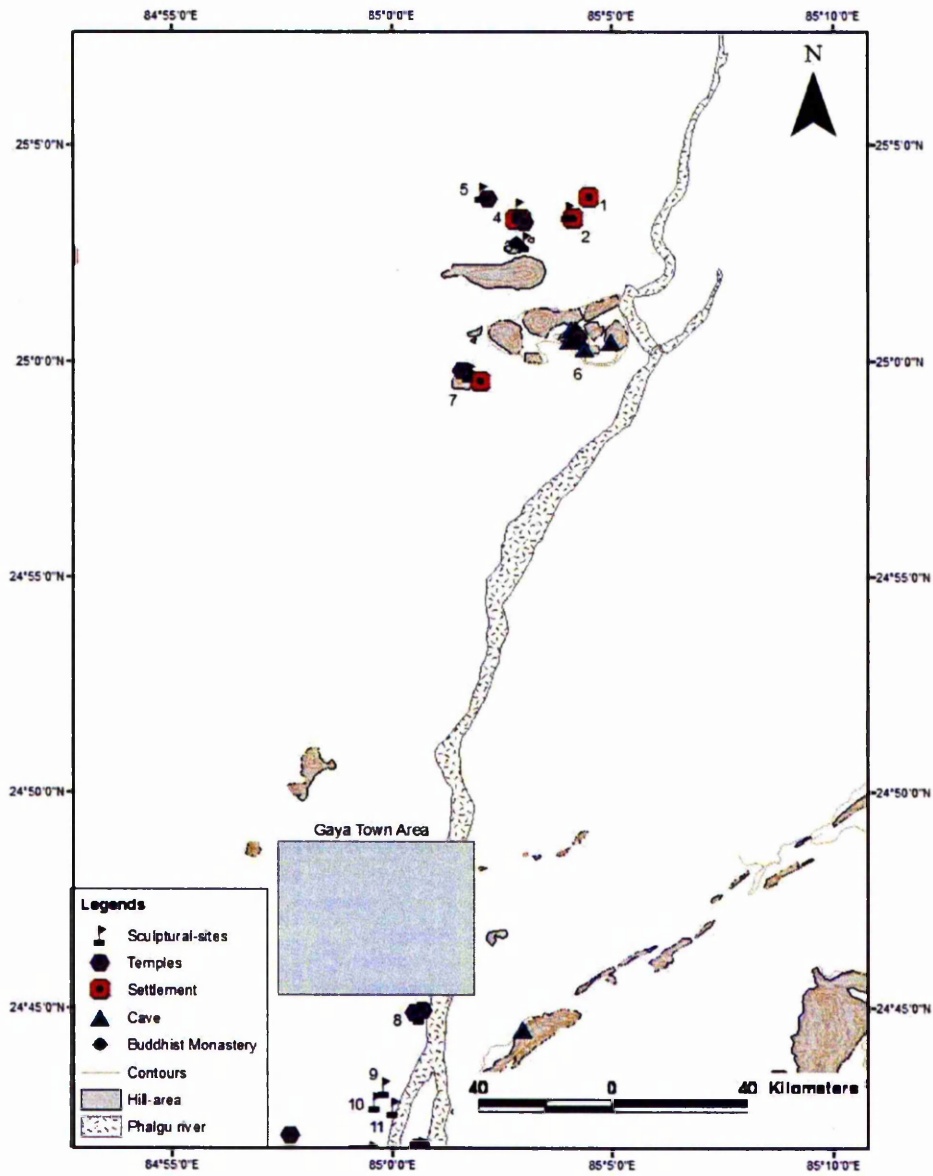 84°55'0"E 85°0'0"E 85°5'0"E 85°10'0"E
N
25°5'0"N 25°5'0"N
5
4
1
2
25°0'0"N 25°0'0"N
6
7
24°55'0"N 24°55'0"N
24°50'0"N 24°50'0"N
Gaya Town Area
Legends
Sculptural-sites
Temples
Settlement
Cave
Buddhist Monastery
Contours
Hill-area
Phalgu river
24°45'0"N 24°45'0"N
8
9
10
11
40 0 40 Kilometers
84°55'0"E 85°0'0"E 85°5'0"E 85°10'0"E